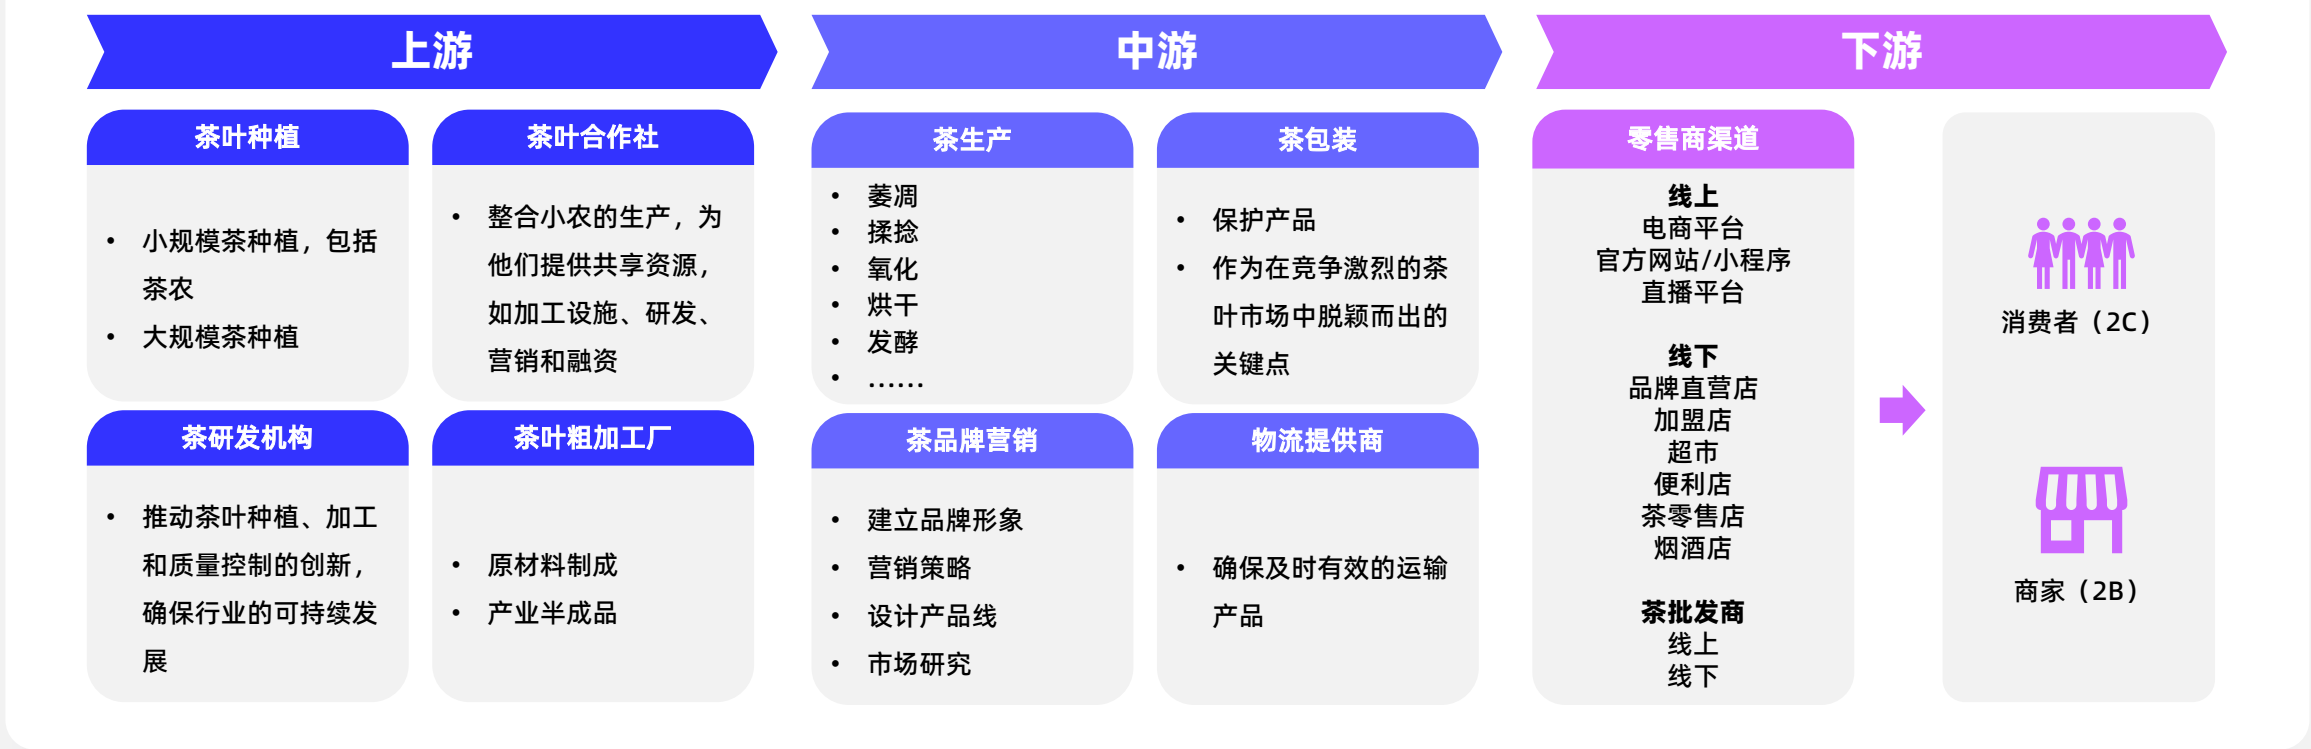 上游
茶叶种植
• 小规模茶种植，包括
茶农
• 大规模茶种植
茶叶合作社
• 整合小农的生产，为
他们提供共享资源，
如加工设施、研发、
营销和融资
茶研发机构
• 推动茶叶种植、加工
和质量控制的创新，
确保行业的可持续发
展
茶叶粗加工厂
• 原材料制成
• 产业半成品
中游
茶生产
• 萎凋
• 揉捻
• 氧化
• 烘干
• 发酵
• ……
茶包装
• 保护产品
• 作为在竞争激烈的茶
叶市场中脱颖而出的
关键点
茶品牌营销
• 建立品牌形象
• 营销策略
• 设计产品线
• 市场研究
物流提供商
• 确保及时有效的运输
产品
下游
零售商渠道
线上
电商平台
官方网站/小程序
直播平台
线下
品牌直营店
加盟店
超市
便利店
茶零售店
烟酒店
茶批发商
线上
线下
消费者（2C）
商家（2B）